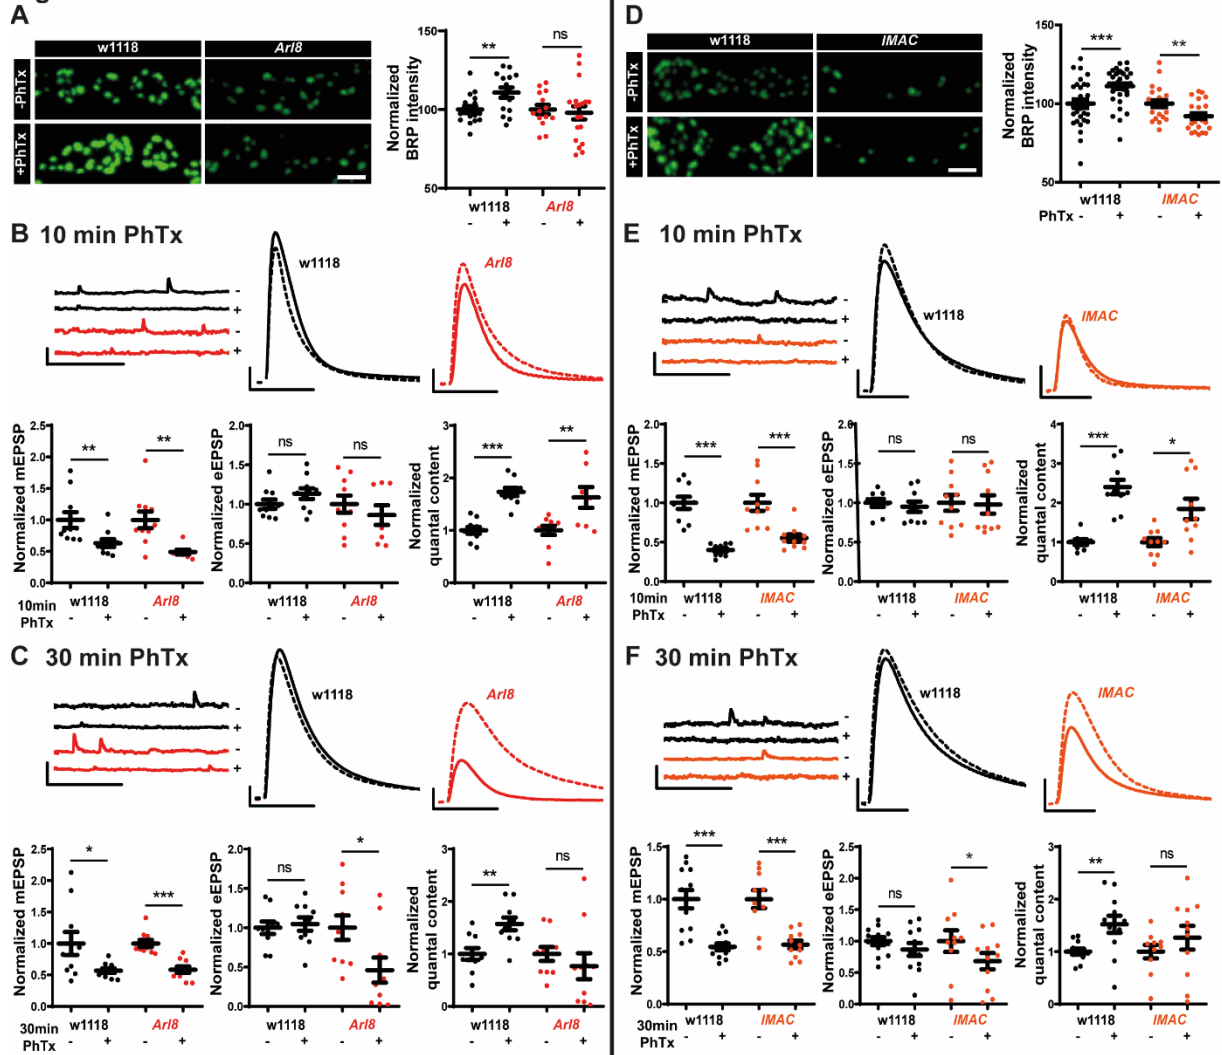 A
w1118
Arl8
-PhTx
+PhTx
Normalized
BRP intensity
150
100
50
**
ns
w1118
Arl8
- + - +
D
w1118
IMAC
-PhTx
+PhTx
Normalized
BRP intensity
150
100
50
***
**
w1118
IMAC
PhTx - + - +
B 10 min PhTx
w1118
Arl8
-
+
-
+
Normalized mEPSP
2.5
2.0
1.5
1.0
0.5
0.0
**
**
w1118
Arl8
10min
PhTx - + - +
Normalized eEPSP
2.0
1.5
1.0
0.5
0.0
ns
ns
w1118
Arl8
- + - +
Normalized
quantal content
3
2
1
0
***
**
w1118
Arl8
- + - +
E 10 min PhTx
w1118
IMAC
-
+
-
+
Normalized mEPSP
2.0
1.5
1.0
0.5
0.0
***
***
w1118
IMAC
10min
PhTx - + - +
Normalized eEPSP
2.0
1.5
1.0
0.5
0.0
ns
ns
w1118
IMAC
- + - +
Normalized
quantal content
4
3
2
1
0
***
*
w1118
IMAC
- + - +
C 30 min PhTx
w1118
Arl8
-
+
-
+
Normalized mEPSP
2.5
2.0
1.5
1.0
0.5
0.0
*
***
w1118
Arl8
30min
PhTx - + - +
Normalized eEPSP
2.0
1.5
1.0
0.5
0.0
ns
*
w1118
Arl8
- + - +
Normalized
quantal content
3
2
1
0
**
ns
w1118
Arl8
- + - +
F 30 min PhTx
w1118
IMAC
-
+
-
+
Normalized mEPSP
1.5
1.0
0.5
0.0
***
***
w1118
IMAC
30min
PhTx - + - +
Normalized eEPSP
2.5
2.0
1.5
1.0
0.5
0.0
ns
*
w1118
IMAC
- + - +
Normalized
quantal content
3
2
1
0
**
ns
w1118
IMAC
- + - +